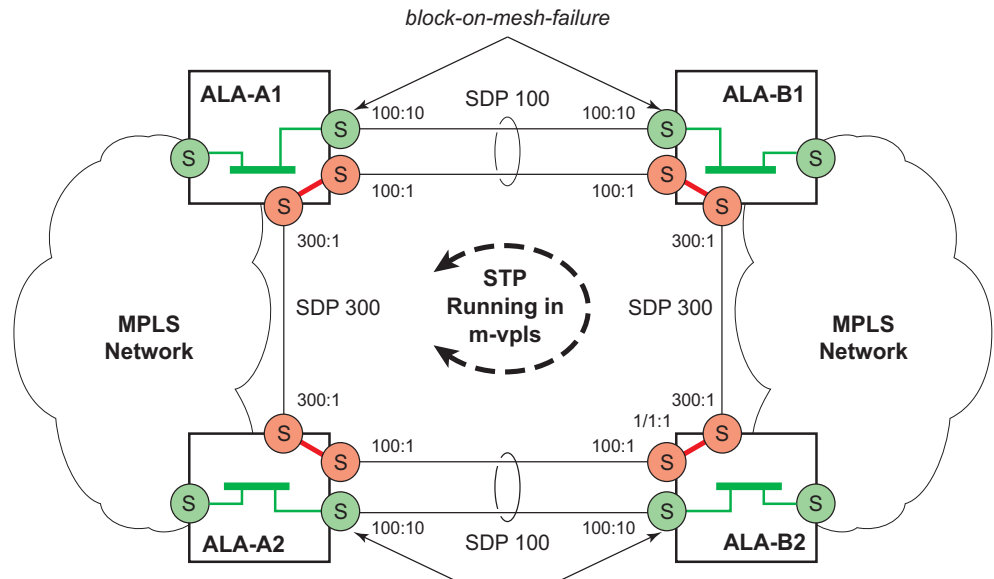 block-on-mesh-failure
ALA-A1
ALA-B1
SDP 100
100:10
100:10
S
S
S
S
S
S
100:1
100:1
S
S
300:1
300:1
STP
Running in
m-vpls
SDP 300
SDP 300
MPLS
Network
MPLS
Network
300:1
300:1
1/1:1
S
S
100:1
100:1
S
S
S
S
S
S
100:10
100:10
SDP 100
ALA-A2
ALA-B2